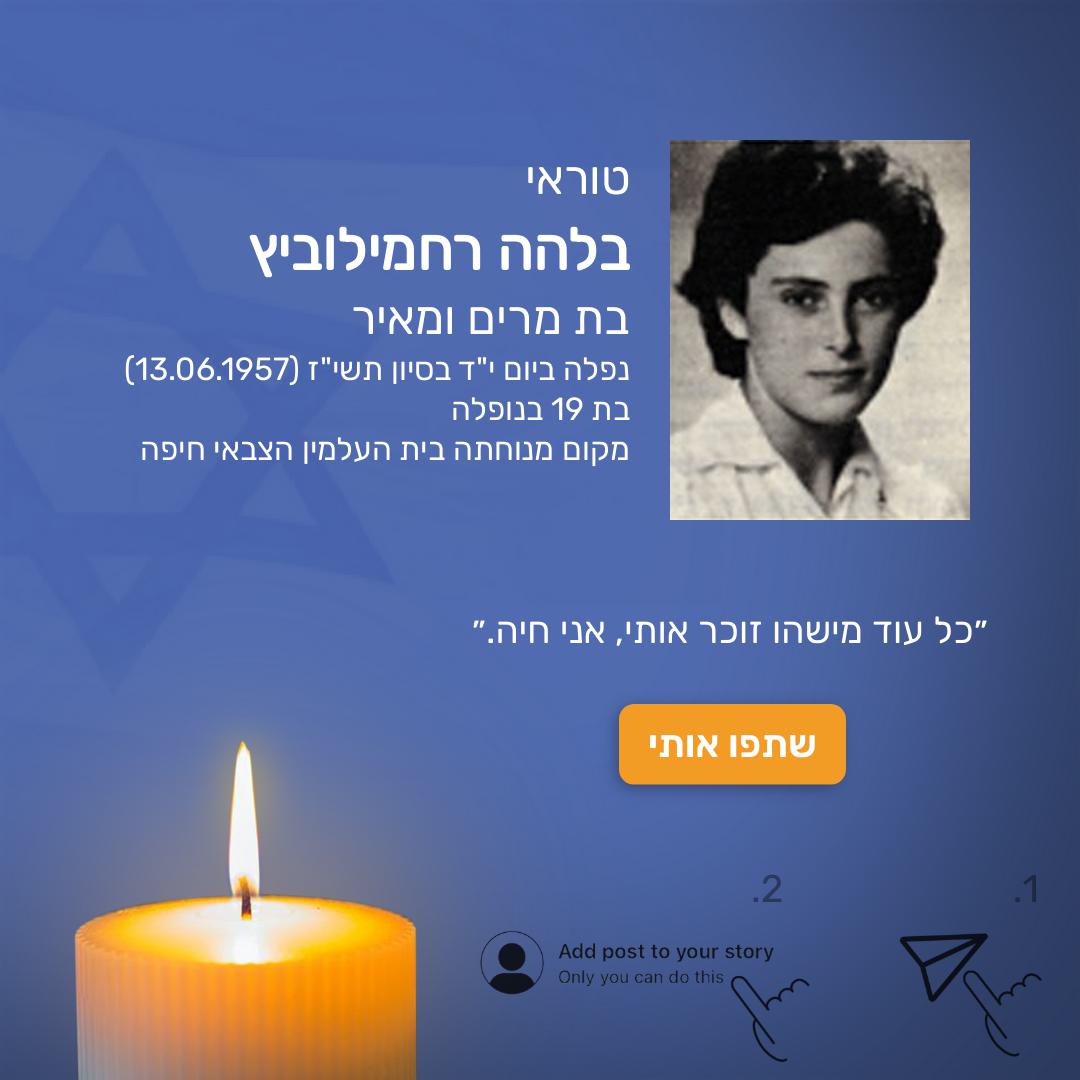 טוראי
בלהה רחמילוביץ
בת מרים ומאיר
נפלה ביום י"ד בסיון תשי"ז (13.06.1957)
בת 19 בנופלה
מקום מנוחתה בית העלמין הצבאי חיפה
״כל עוד מישהו זוכר אותי, אני חיה.״
שתפו אותי
.1
.2
Add post to your story
Only you can do this